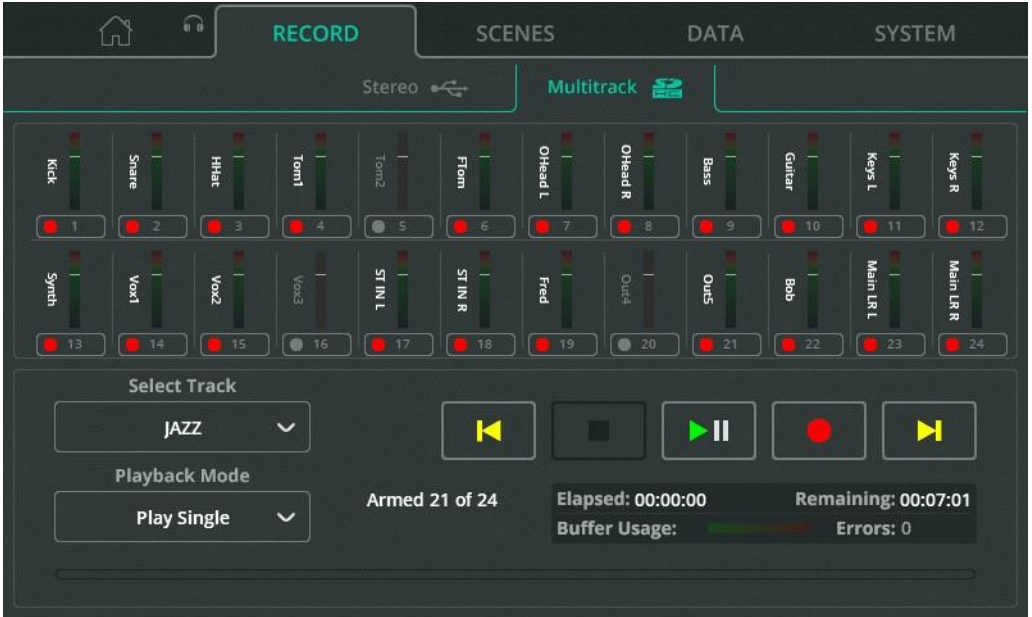 RECORD SCENES DATA SYSTEM
Stereo Multitrack
Kick Snare HHat Tom1 Tom2 FTom OHead L OHead R Bass Guitar Keys L Keys R
1 2 3 4 5 6 7 8 9 10 11 12
Synth Vox1 Vox2 Vox3 ST IN L ST IN R Fred Out4 Out5 Bob Main LR L Main LR R
13 14 15 16 17 18 19 20 21 22 23 24
Select Track
JAZZ
Playback Mode
Play Single
Armed 21 of 24
Elapsed: 00:00:00 Remaining: 00:07:01
Buffer Usage: Errors: 0